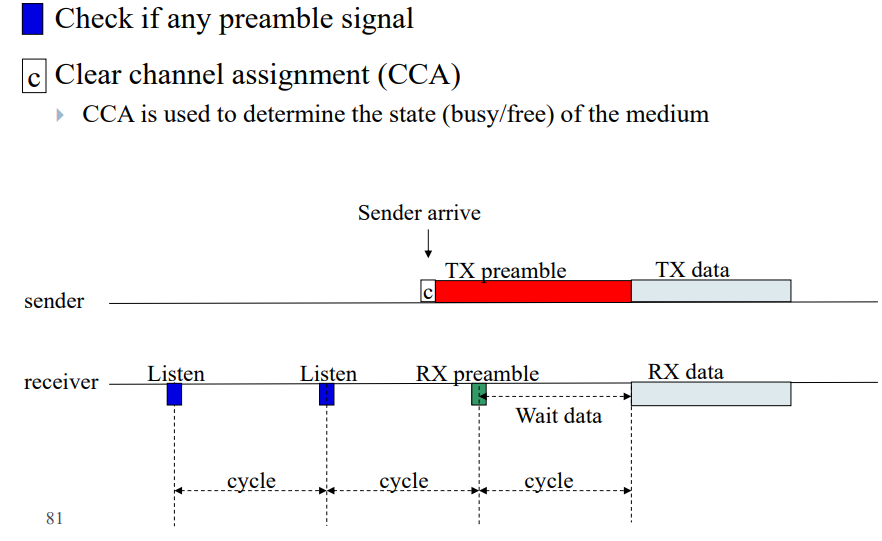 Check if any preamble signal
c Clear channel assignment (CCA)
CCA is used to determine the state (busy/free) of the medium
Sender arrive
TX preamble TX data
c
sender
Listen Listen RX preamble RX data
receiver
Wait data
cycle cycle cycle
81